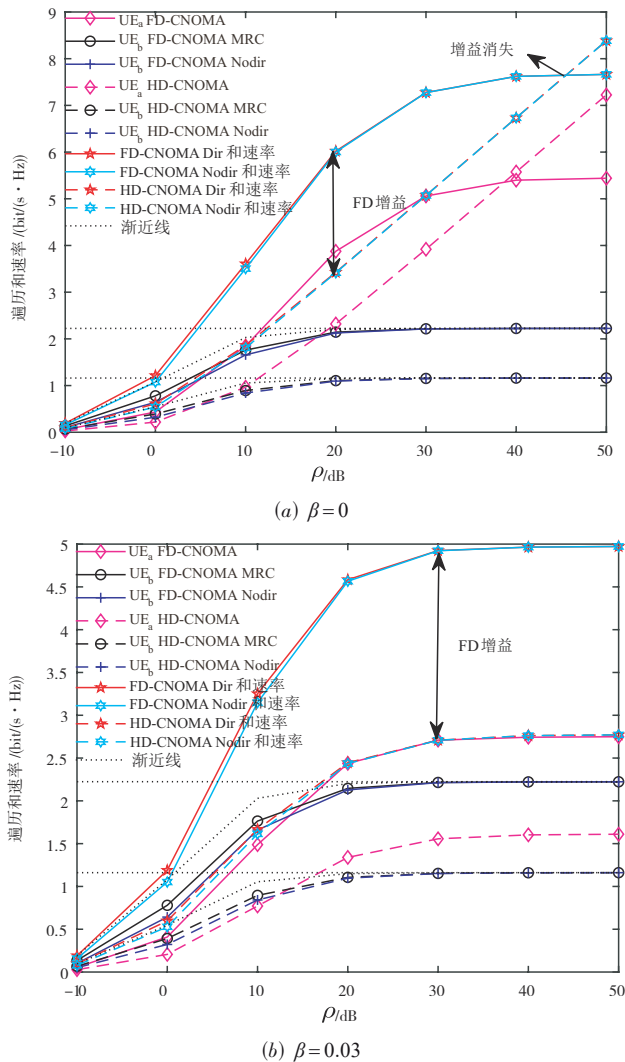 9
8
7
6
5
4
3
2
1
0
遍历和速率/(bit/(s·Hz))
UEa FD-CNOMA
UEb FD-CNOMA MRC
UEb FD-CNOMA Nodir
UEa HD-CNOMA
UEb HD-CNOMA MRC
UEb HD-CNOMA Nodir
FD-CNOMA Dir 和速率
FD-CNOMA Nodir 和速率
HD-CNOMA Dir 和速率
HD-CNOMA Nodir 和速率
渐近线
增益消失
FD增益
-10 0 10 20 30 40 50
ρ/dB
(a) β=0
5
4.5
4
3.5
3
2.5
2
1.5
1
0.5
0
遍历和速率/(bit/(s·Hz))
UEa FD-CNOMA
UEb FD-CNOMA MRC
UEb FD-CNOMA Nodir
UEa HD-CNOMA
UEb HD-CNOMA MRC
UEb HD-CNOMA Nodir
FD-CNOMA Dir 和速率
FD-CNOMA Nodir 和速率
HD-CNOMA Dir 和速率
HD-CNOMA Nodir 和速率
渐近线
FD增益
-10 0 10 20 30 40 50
ρ/dB
(b) β=0.03